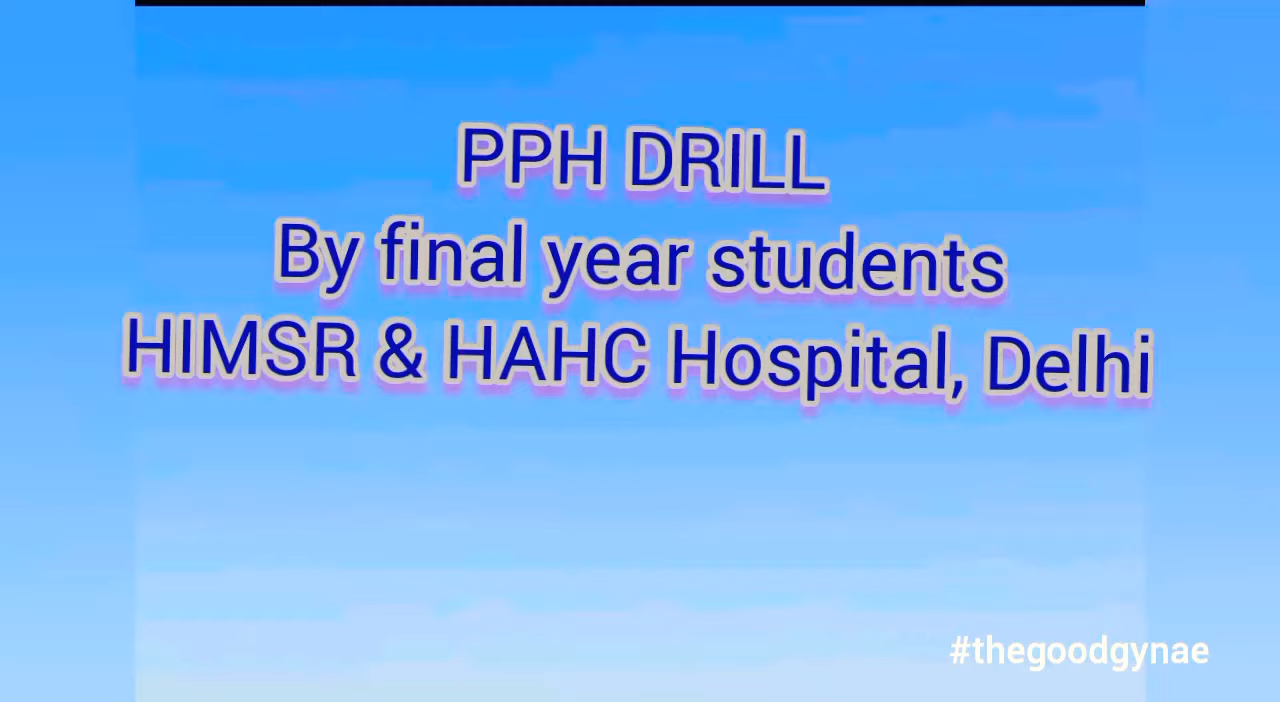 PPH DRILL
By final year students
HIMSR & HAHC Hospital, Delhi
#thegoodgynae